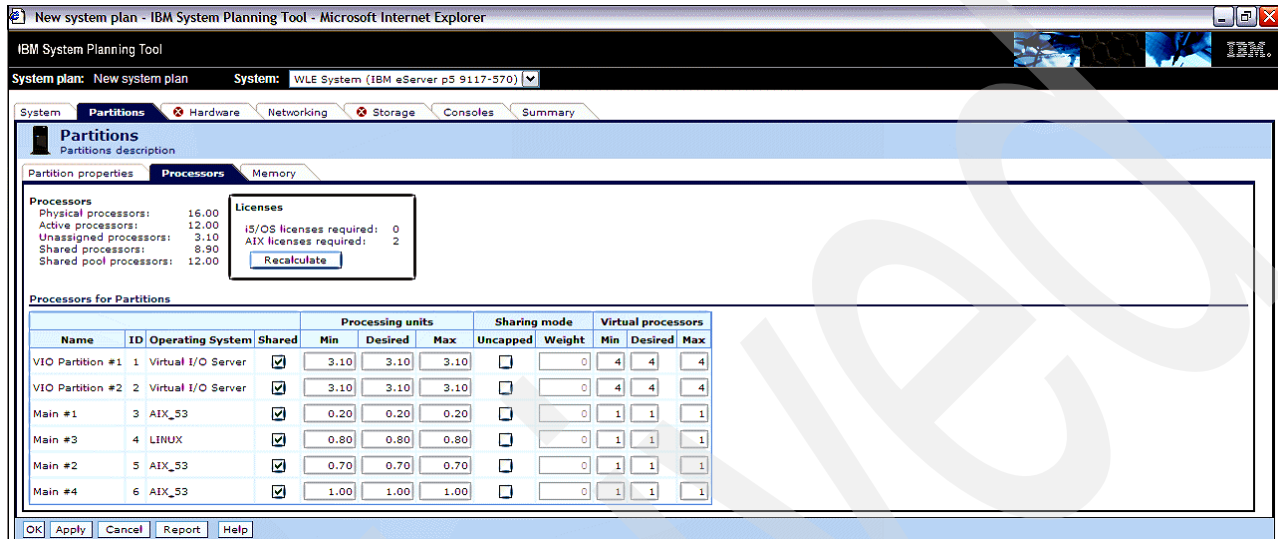 New system plan - IBM System Planning Tool - Microsoft Internet Explorer
IBM System Planning Tool
IBM.
System plan: New system plan System: WLE System (IBM eServer p5 9117-570)
System Partitions Hardware Networking Storage Consoles Summary
Partitions
Partitions description
Partition properties Processors Memory
Processors
Physical processors: 16.00
Active processors: 12.00
Unassigned processors: 3.10
Shared processors: 8.90
Shared pool processors: 12.00
Licenses
i5/OS licenses required: 0
AIX licenses required: 2
Recalculate
Processors for Partitions
Processing units Sharing mode Virtual processors
Name ID Operating System Shared Min Desired Max Uncapped Weight Min Desired Max
VIO Partition #1 1 Virtual I/O Server 3.10 3.10 3.10 0 4 4 4
VIO Partition #2 2 Virtual I/O Server 3.10 3.10 3.10 0 4 4 4
Main #1 3 AIX_53 0.20 0.20 0.20 0 1 1 1
Main #3 4 LINUX 0.80 0.80 0.80 0 1 1 1
Main #2 5 AIX_53 0.70 0.70 0.70 0 1 1 1
Main #4 6 AIX_53 1.00 1.00 1.00 0 1 1 1
OK Apply Cancel Report Help